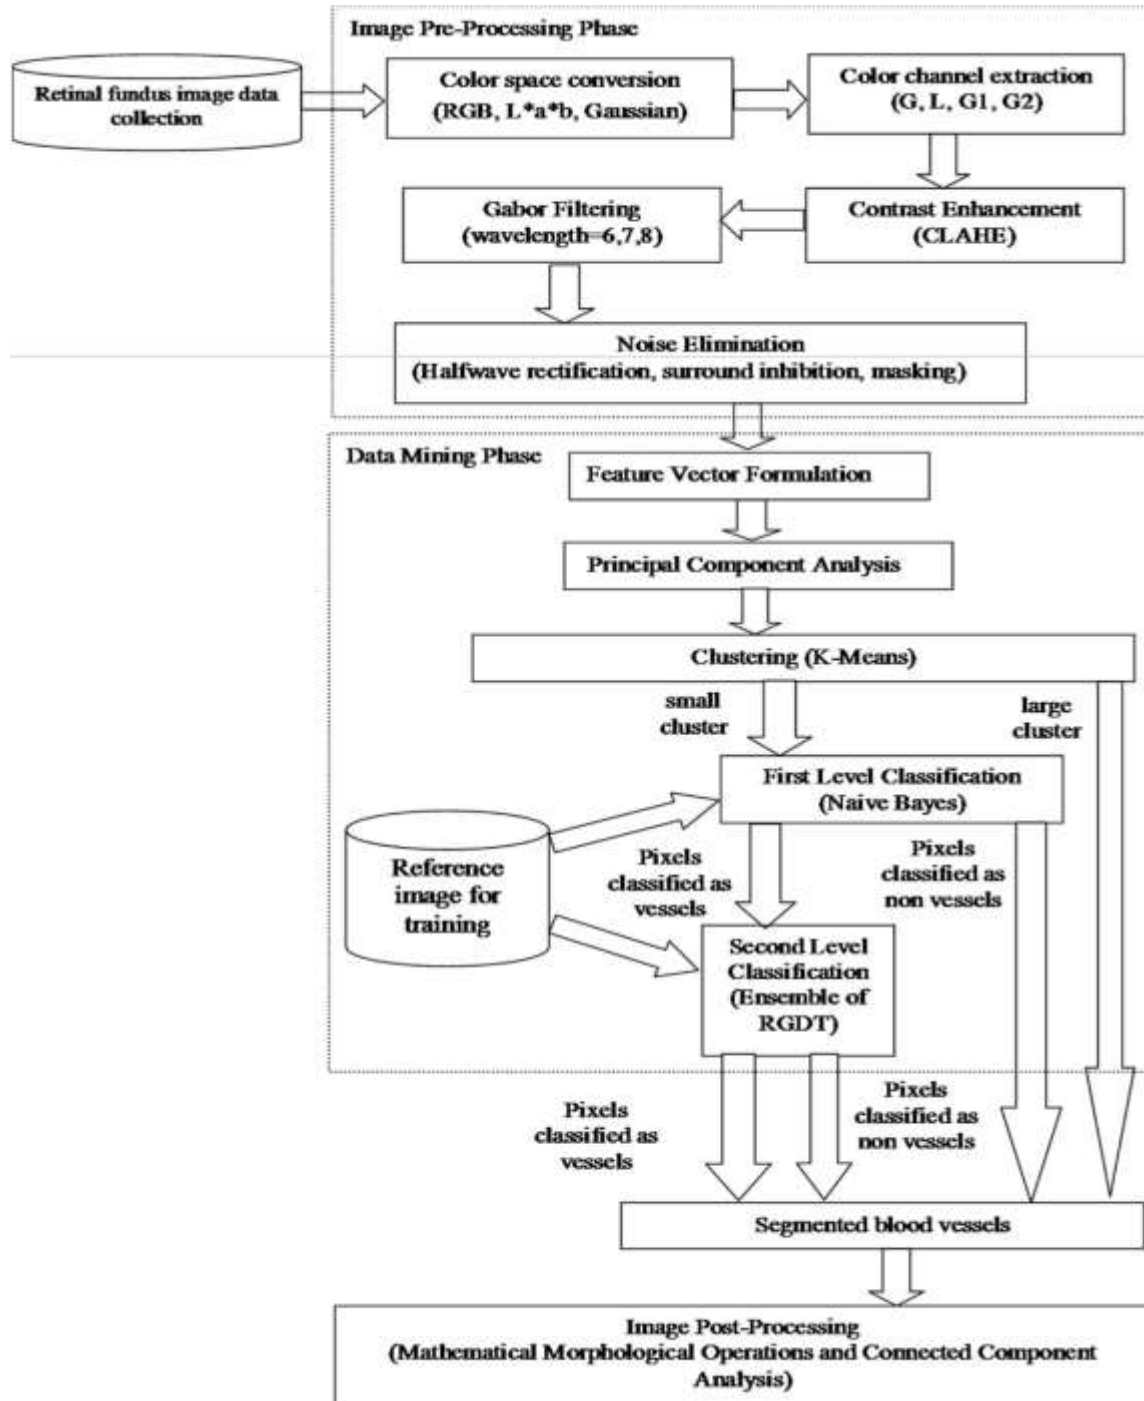 Image Pre-Processing Phase
Retinal fundus image data
collection
Color space conversion
(RGB, L*a*b, Gaussian)
Color channel extraction
(G, L, G1, G2)
Gabor Filtering
(wavelength=6,7,8)
Contrast Enhancement
(CLAHE)
Noise Elimination
(Halfwave rectification, surround inhibition, masking)
Data Mining Phase
Feature Vector Formulation
Principal Component Analysis
Clustering (K-Means)
small
cluster
large
cluster
First Level Classification
(Naive Bayes)
Reference
image for
training
Pixels
classified as
vessels
Pixels
classified as
non vessels
Second Level
Classification
(Ensemble of
RGDT)
Pixels
classified as
vessels
Pixels
classified as
non vessels
Segmented blood vessels
Image Post-Processing
(Mathematical Morphological Operations and Connected Component
Analysis)